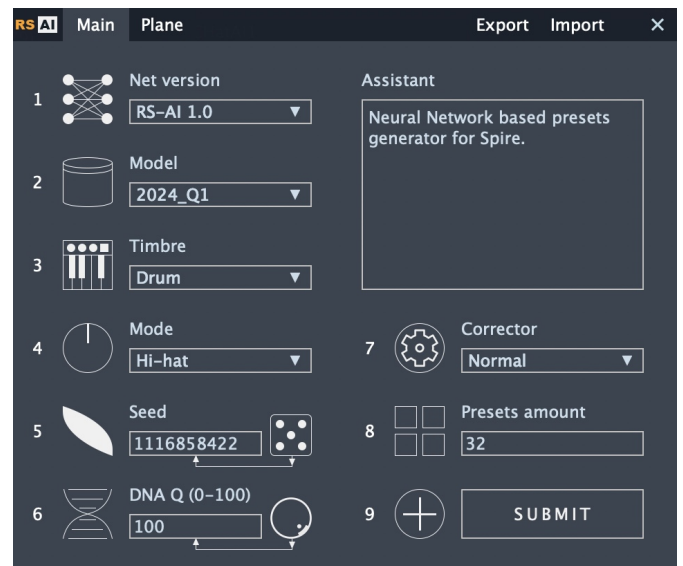 RS AI Main Plane Export Import ×
1
Net version
RS-AI 1.0
2
Model
2024_Q1
3
Timbre
Drum
4
Mode
Hi-hat
5
Seed
1116858422
6
DNA Q (0-100)
100
Assistant
Neural Network based presets
generator for Spire.
7
Corrector
Normal
8
Presets amount
32
9
SUBMIT